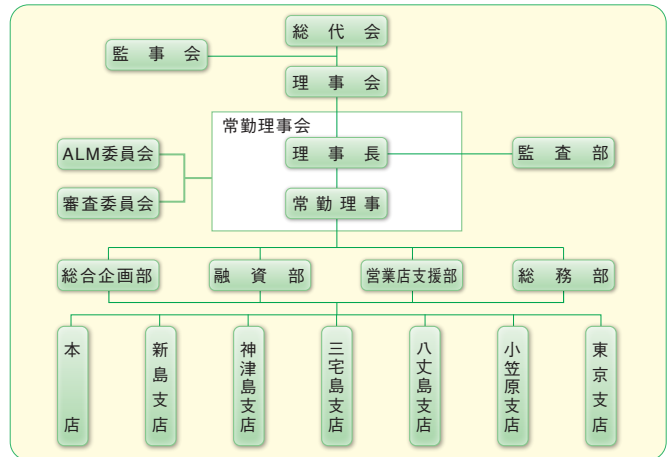 総代会
監事会
理事会
常勤理事会
理事長
監査部
ALM委員会
審査委員会
常勤理事
総合企画部
融資部
営業店支援部
総務部
本店
新島支店
神津島支店
三宅島支店
八丈島支店
小笠原支店
東京支店